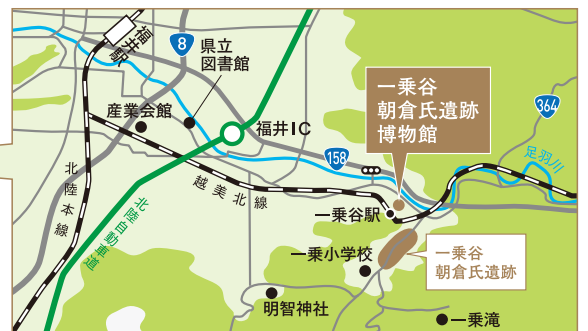 福井駅
8
県立
図書館
産業会館
福井IC
158
一乗谷
朝倉氏遺跡
博物館
364
足羽川
越美北線
北陸本線
北陸自動車道
一乗谷駅
一乗小学校
一乗谷
朝倉氏遺跡
明智神社
一乗滝